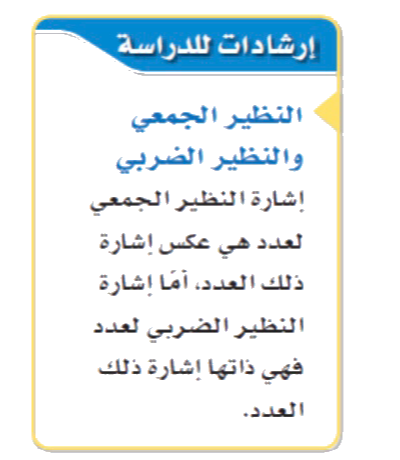 إرشادات للدراسة
النظير الجمعي
والنظير الضربي
إشارة النظير الجمعي
لعدد هي عكس إشارة
ذلك العدد، أمّا إشارة
النظير الضربي لعدد
فهي ذاتها إشارة ذلك
العدد.